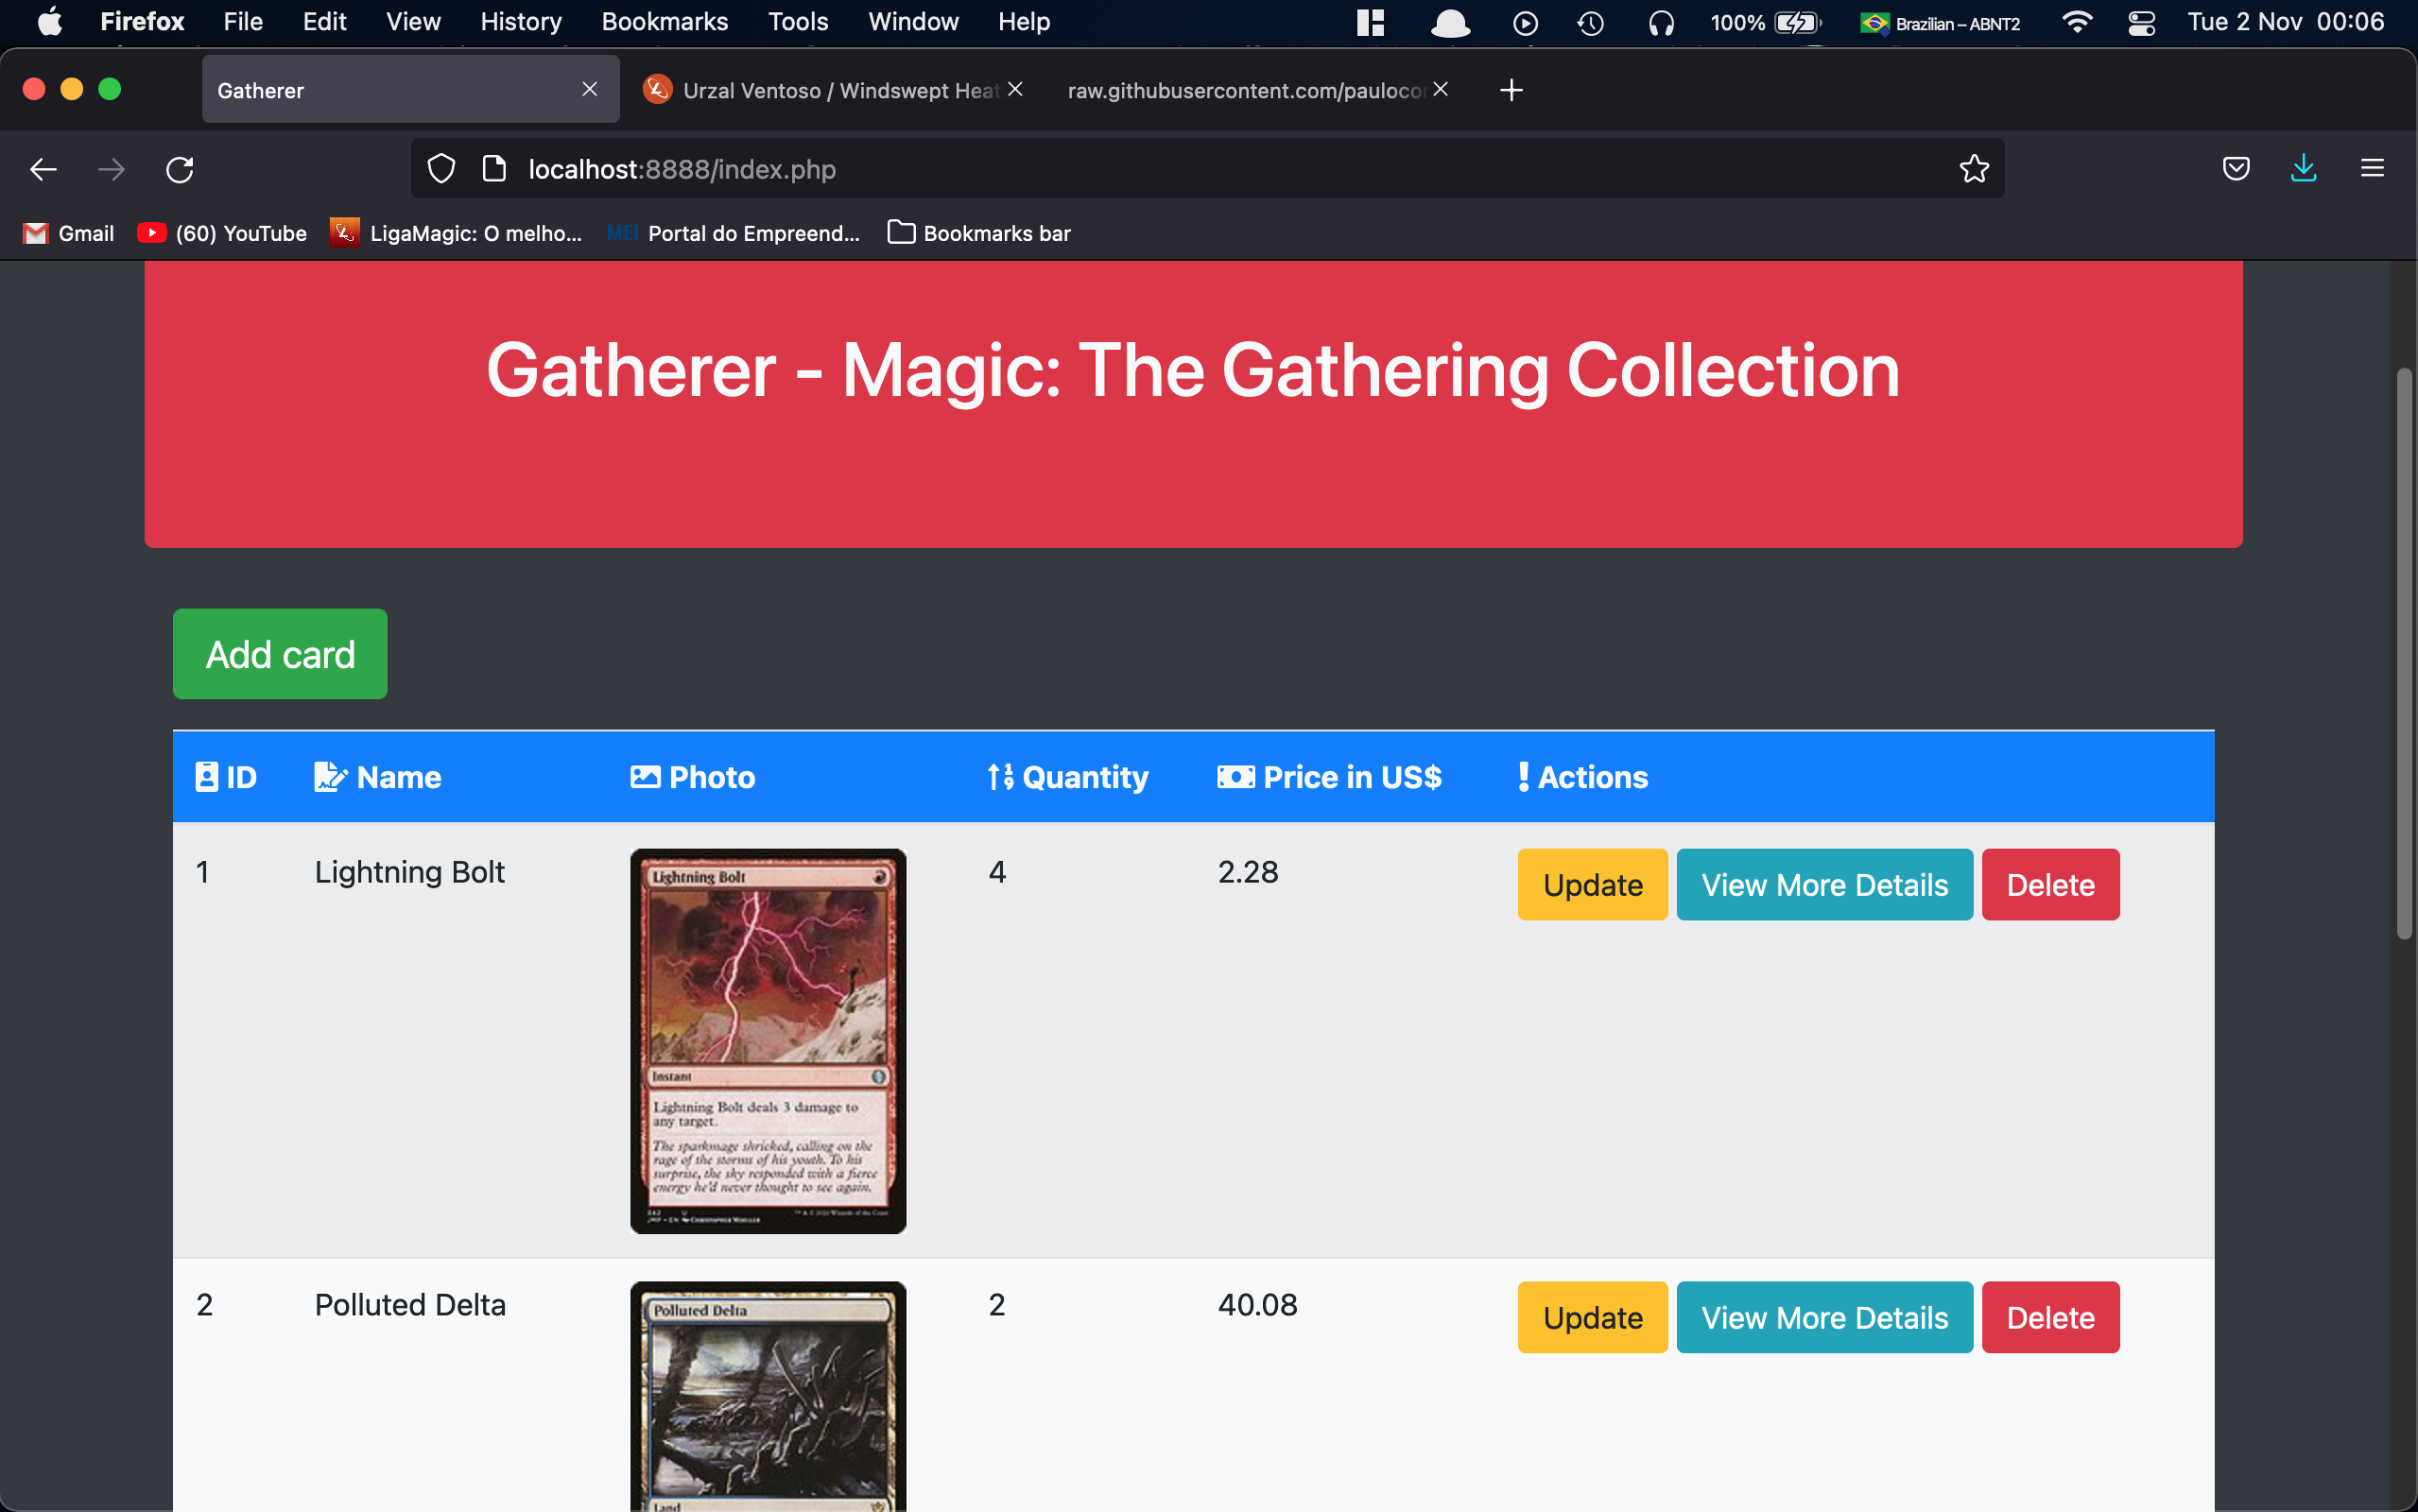 Firefox File Edit View History Bookmarks Tools Window Help 100% Brazilian – ABNT2 Tue 2 Nov 00:06
Gatherer Urzal Ventoso / Windswept Heat raw.githubusercontent.com/paulocor
localhost:8888/index.php
Gmail (60) YouTube LigaMagic: O melho... MEI Portal do Empreend... Bookmarks bar
Gatherer - Magic: The Gathering Collection
Add card
ID Name Photo Quantity Price in US$ Actions
1 Lightning Bolt 4 2.28 Update View More Details Delete
Lightning Bolt
Instant
Lightning Bolt deals 3 damage to
any target.
The sparkmage shrieked, calling on the
rage of the storms of his youth. To his
surprise, the sky responded with a fierce
energy he'd never thought to see again.
2 Polluted Delta 2 40.08 Update View More Details Delete
Polluted Delta
Land